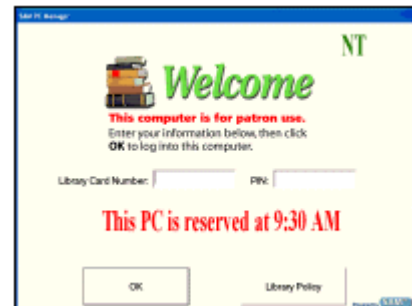 SAM PC Manager
NT
Welcome
This computer is for patron use.
Enter your information below, then click
OK to log into this computer.
Library Card Number: PIN:
This PC is reserved at 9:30 AM
OK Library Policy